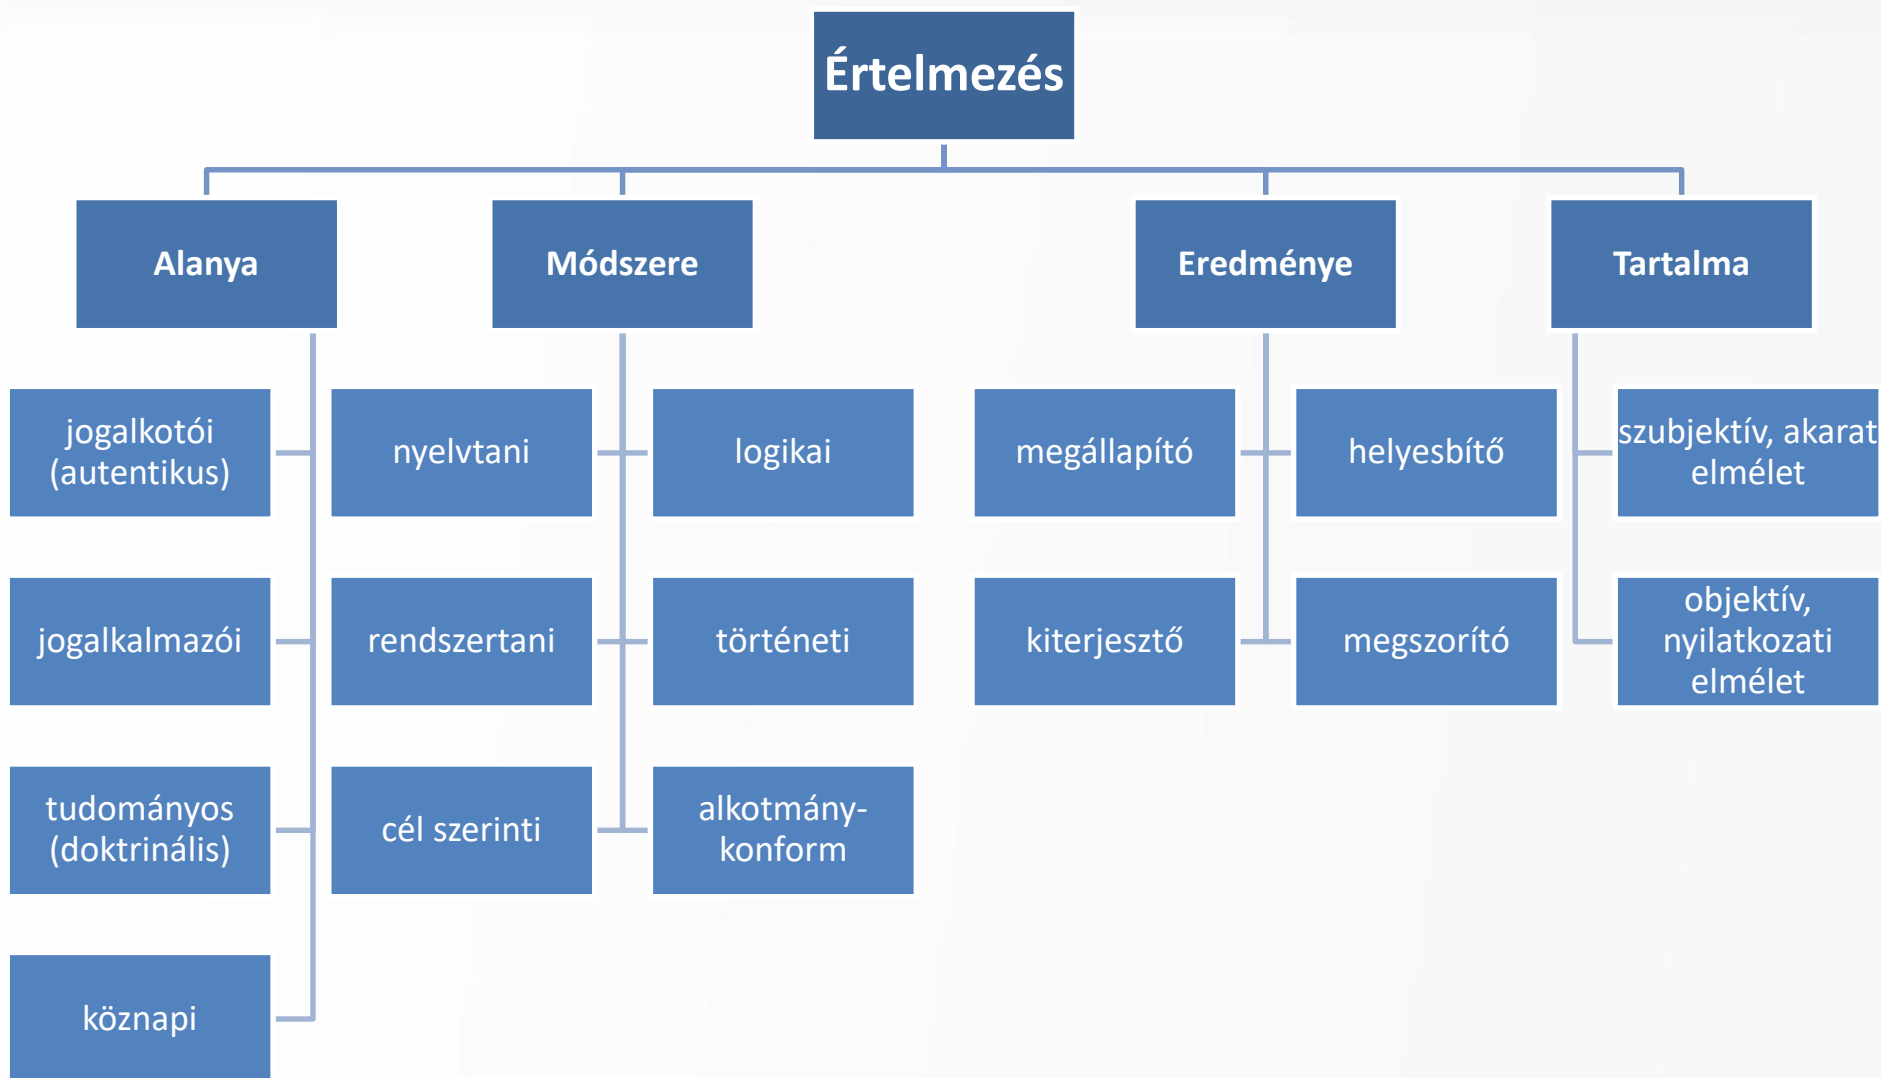 Értelmezés
Alanya
Módszere
Eredménye
Tartalma
jogalkotói
(autentikus)
jogalkalmazói
tudományos
(doktrinális)
köznapi
nyelvtani
logikai
rendszertani
történeti
cél szerinti
alkotmány-
konform
megállapító
helyesbítő
kiterjesztő
megszorító
szubjektív, akarat
elmélet
objektív,
nyilatkozati
elmélet